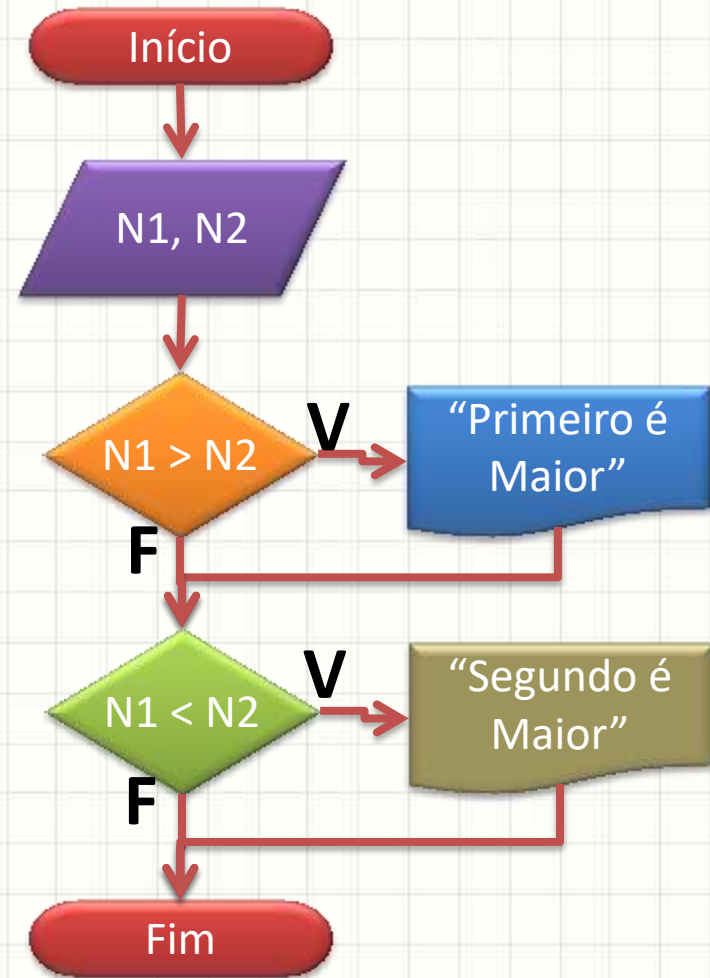 Início
N1, N2
N1 > N2
V
“Primeiro é
Maior”
F
N1 < N2
V
“Segundo é
Maior”
F
Fim